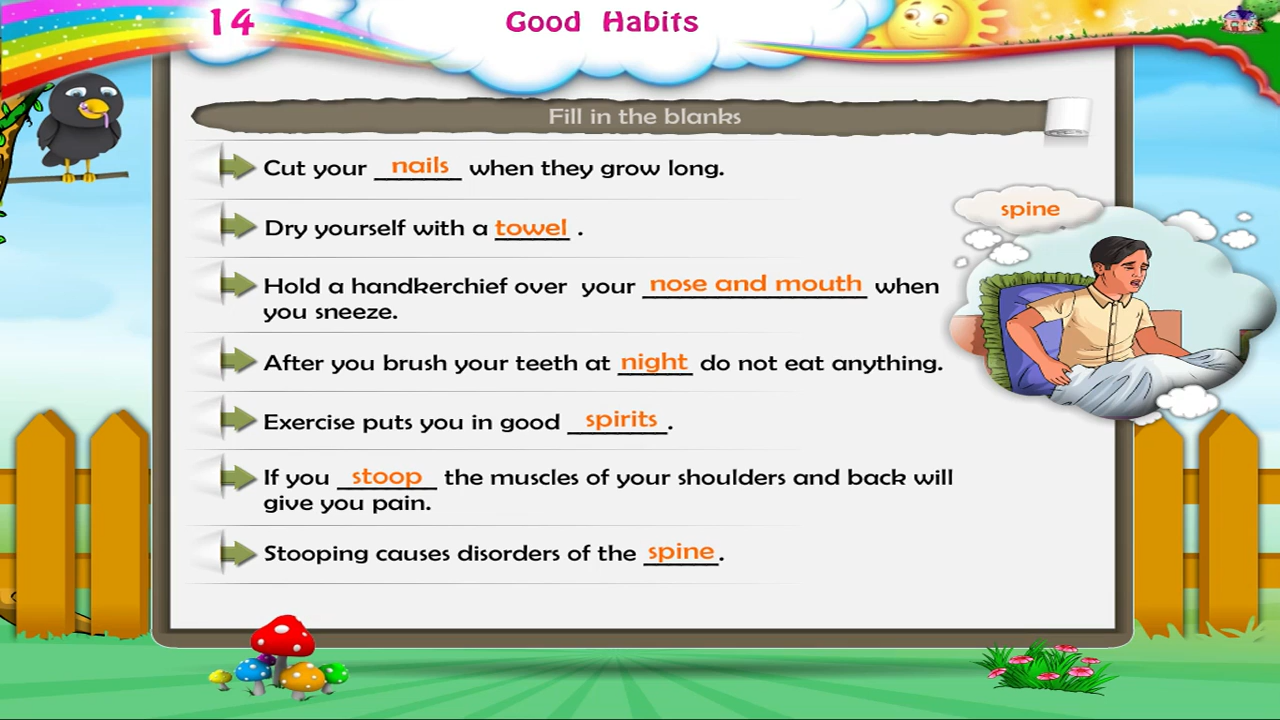 14 Good Habits
Fill in the blanks
Cut your nails when they grow long.
Dry yourself with a towel .
Hold a handkerchief over your nose and mouth when
you sneeze.
After you brush your teeth at night do not eat anything.
Exercise puts you in good spirits.
If you stoop the muscles of your shoulders and back will
give you pain.
Stooping causes disorders of the spine.
spine